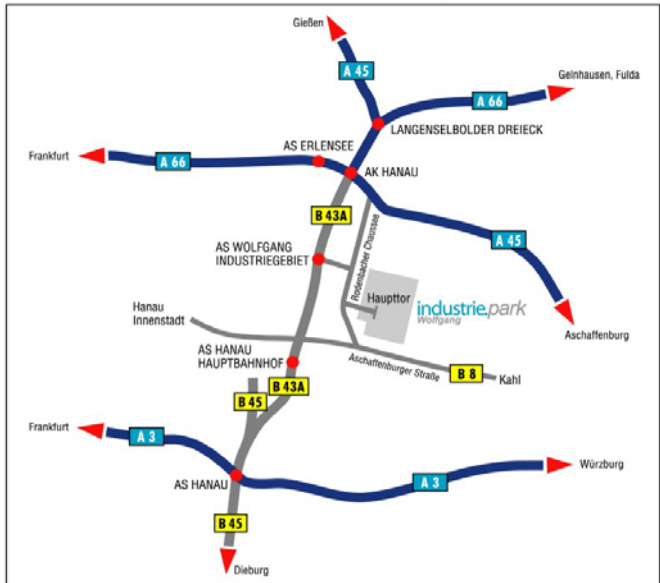 Gießen
A 45
Gelnhausen, Fulda
A 66
LANGENSELBOLDER DREIECK
AS ERLENSEE
Frankfurt
A 66
AK HANAU
B 43A
Rodenbacher Chaussee
A 45
AS WOLFGANG
INDUSTRIEGEBIET
Haupttor
industrie.park
Wolfgang
Hanau
Innenstadt
Aschaffenburg
AS HANAU
HAUPTBAHNHOF
Aschaffenburger Straße
B 8
Kahl
B 43A
B 45
Frankfurt
A 3
Würzburg
AS HANAU
A 3
B 45
Dieburg